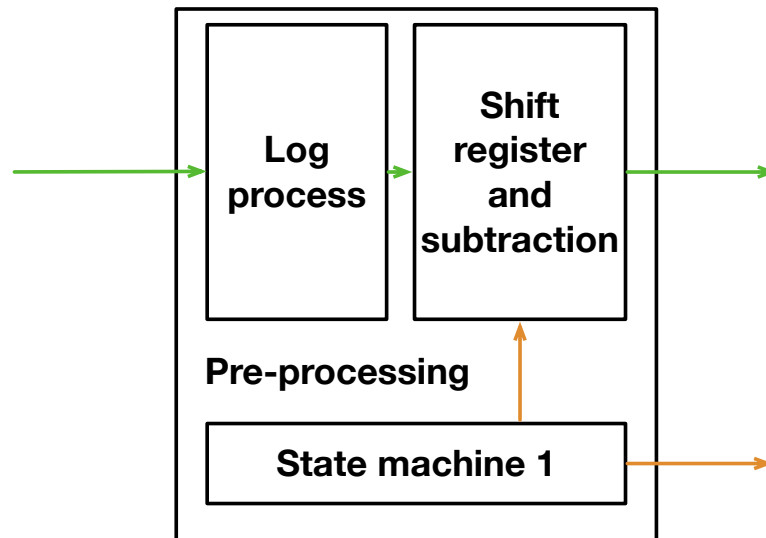 Log
process
Shift
register
and
subtraction
Pre-processing
State machine 1